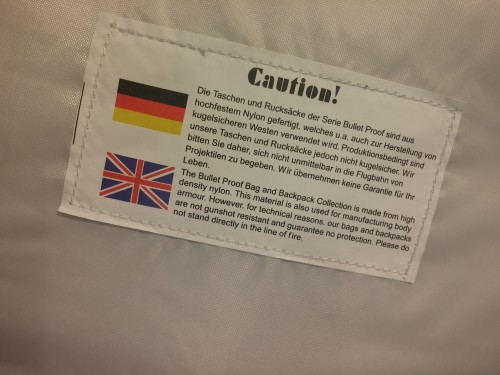 Caution!
Die Taschen und Rucksäcke der Serie Bullet Proof sind aus
hochfestem Nylon gefertigt, welches u.a. auch zur Herstellung von
kugelsicheren Westen verwendet wird. Produktionsbedingt sind
unsere Taschen und Rucksäcke jedoch nicht kugelsicher. Wir
bitten Sie daher, sich nicht unmittelbar in die Flugbahn von
Projektilen zu begeben. Wir übernehmen keine Garantie für Ihr
Leben.
The Bullet Proof Bag and Backpack Collection is made from high
density nylon. This material is also used for manufacturing body
armour. However, for technical reasons, our bags and backpacks
are not gunshot resistant and guarantee no protection. Please do
not stand directly in the line of fire.